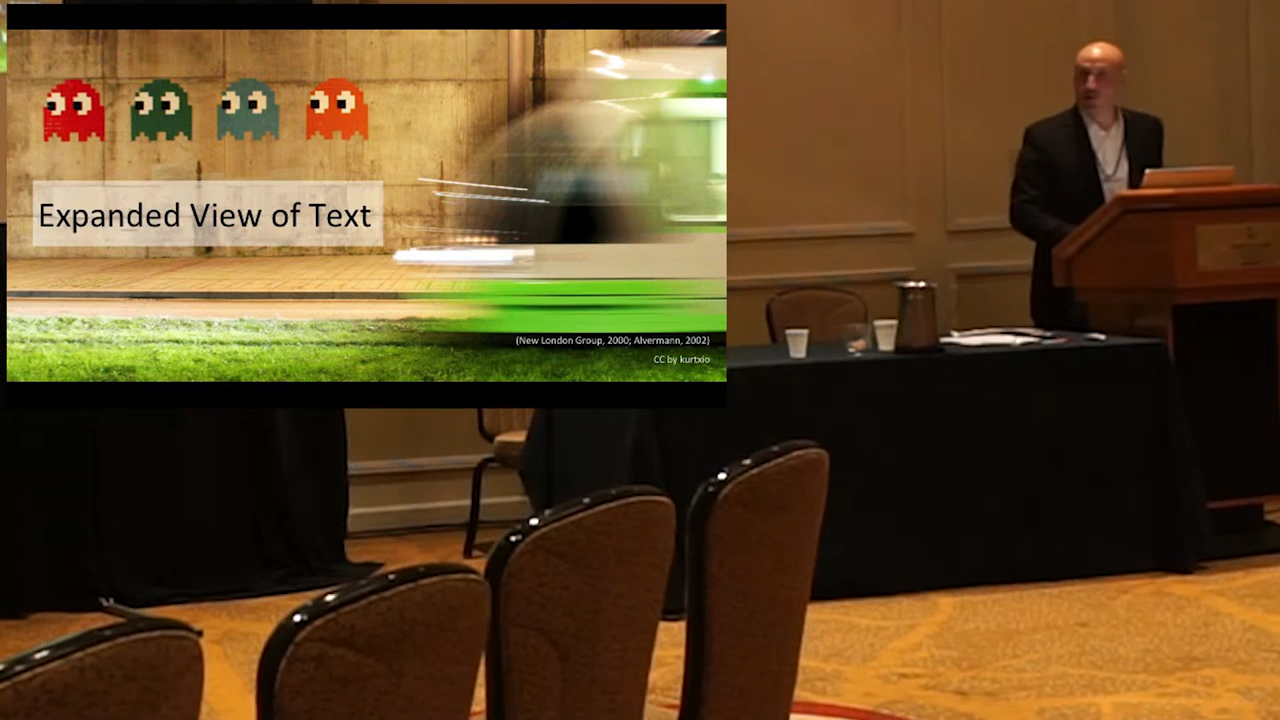 Expanded View of Text
(New London Group, 2000; Alvermann, 2002)
CC by kurtxio